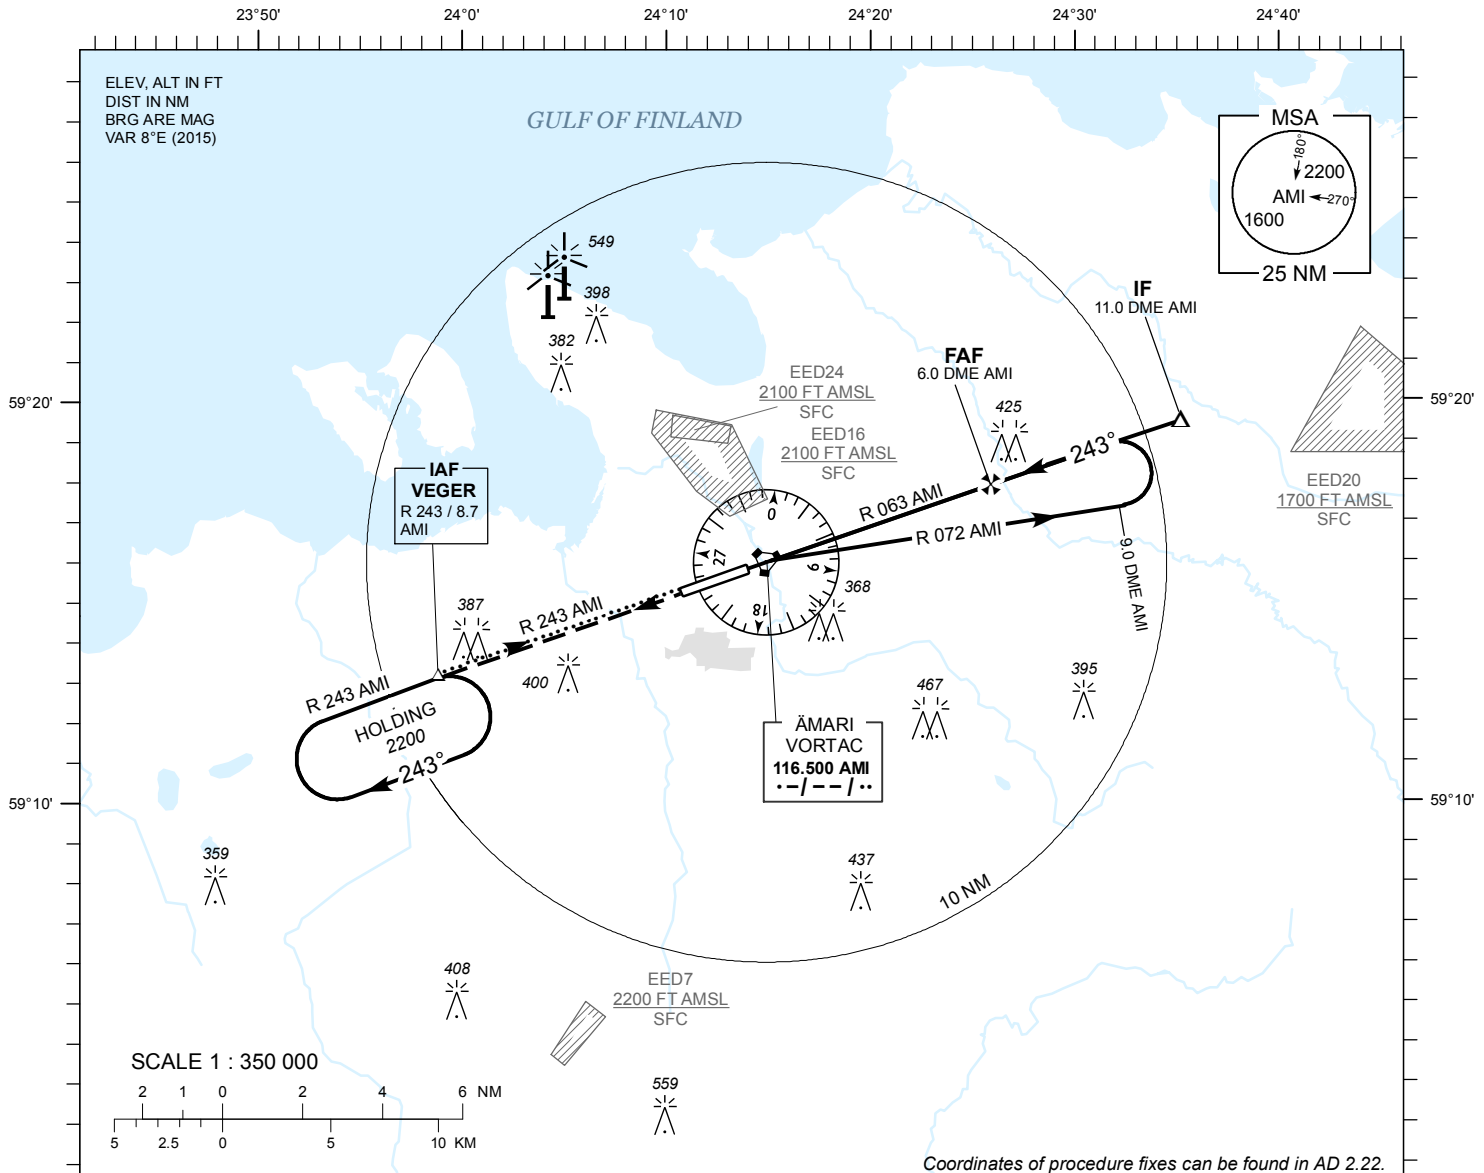 23°50' 24°0' 24°10' 24°20' 24°30' 24°40'
ELEV, ALT IN FT
DIST IN NM
BRG ARE MAG
VAR 8°E (2015)
GULF OF FINLAND
MSA
180°
2200
AMI
270°
1600
25 NM
549
398
382
IF
11.0 DME AMI
FAF
6.0 DME AMI
EED24
2100 FT AMSL
SFC
EED16
2100 FT AMSL
SFC
59°20'
59°20'
425
243°
EED20
1700 FT AMSL
SFC
IAF
VEGER
R 243 / 8.7
AMI
R 063 AMI
R 072 AMI
9.0 DME AMI
0
27
9
18
368
387
R 243 AMI
400
R 243 AMI
HOLDING
2200
243°
467
395
ÄMARI
VORTAC
116.500 AMI
59°10'
59°10'
359
437
10 NM
408
EED7
2200 FT AMSL
SFC
559
SCALE 1 : 350 000
2 1 0 2 4 6 NM
5 2.5 0 5 10 KM
Coordinates of procedure fixes can be found in AD 2.22.